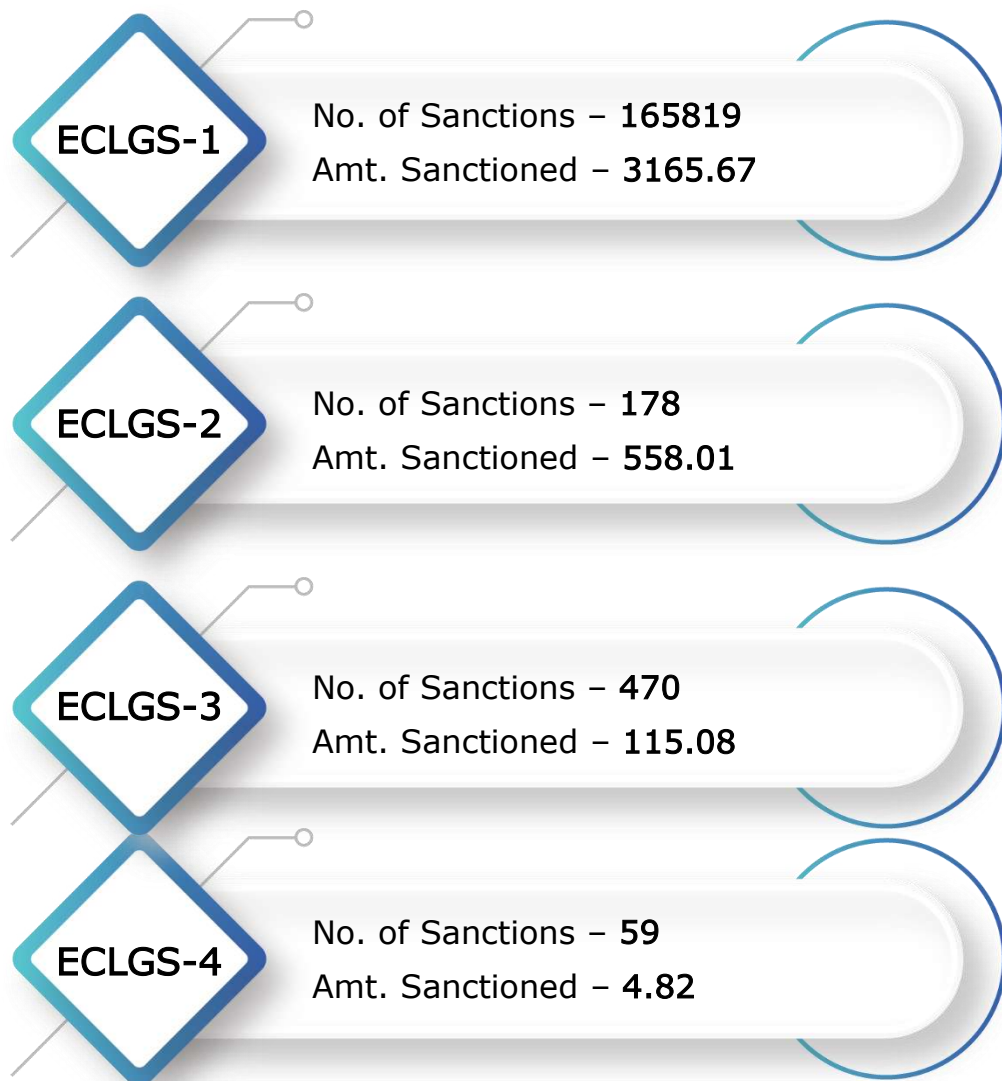 ECLGS-1
No. of Sanctions – 165819
Amt. Sanctioned – 3165.67
ECLGS-2
No. of Sanctions – 178
Amt. Sanctioned – 558.01
ECLGS-3
No. of Sanctions – 470
Amt. Sanctioned – 115.08
ECLGS-4
No. of Sanctions – 59
Amt. Sanctioned – 4.82